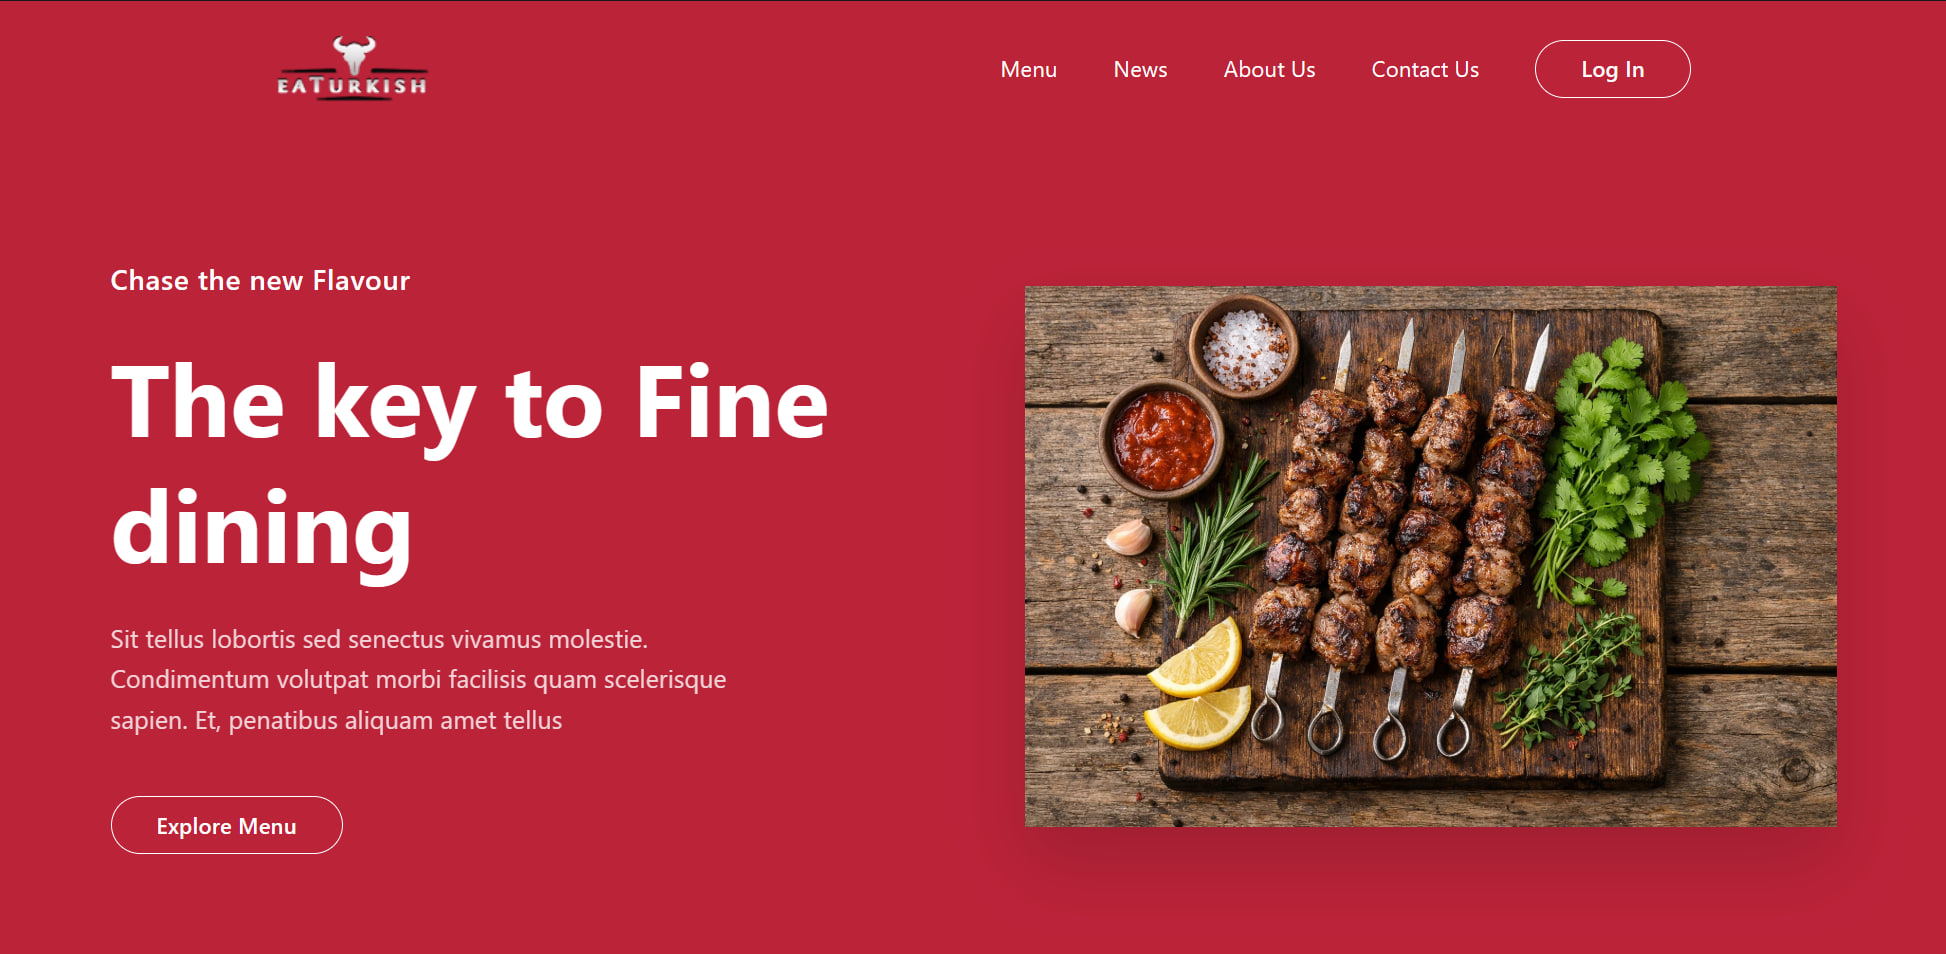 EATURKISH
Menu
News
About Us
Contact Us
Log In
Chase the new Flavour
The key to Fine
dining
Sit tellus lobortis sed senectus vivamus molestie.
Condimentum volutpat morbi facilisis quam scelerisque
sapien. Et, penatibus aliquam amet tellus
Explore Menu